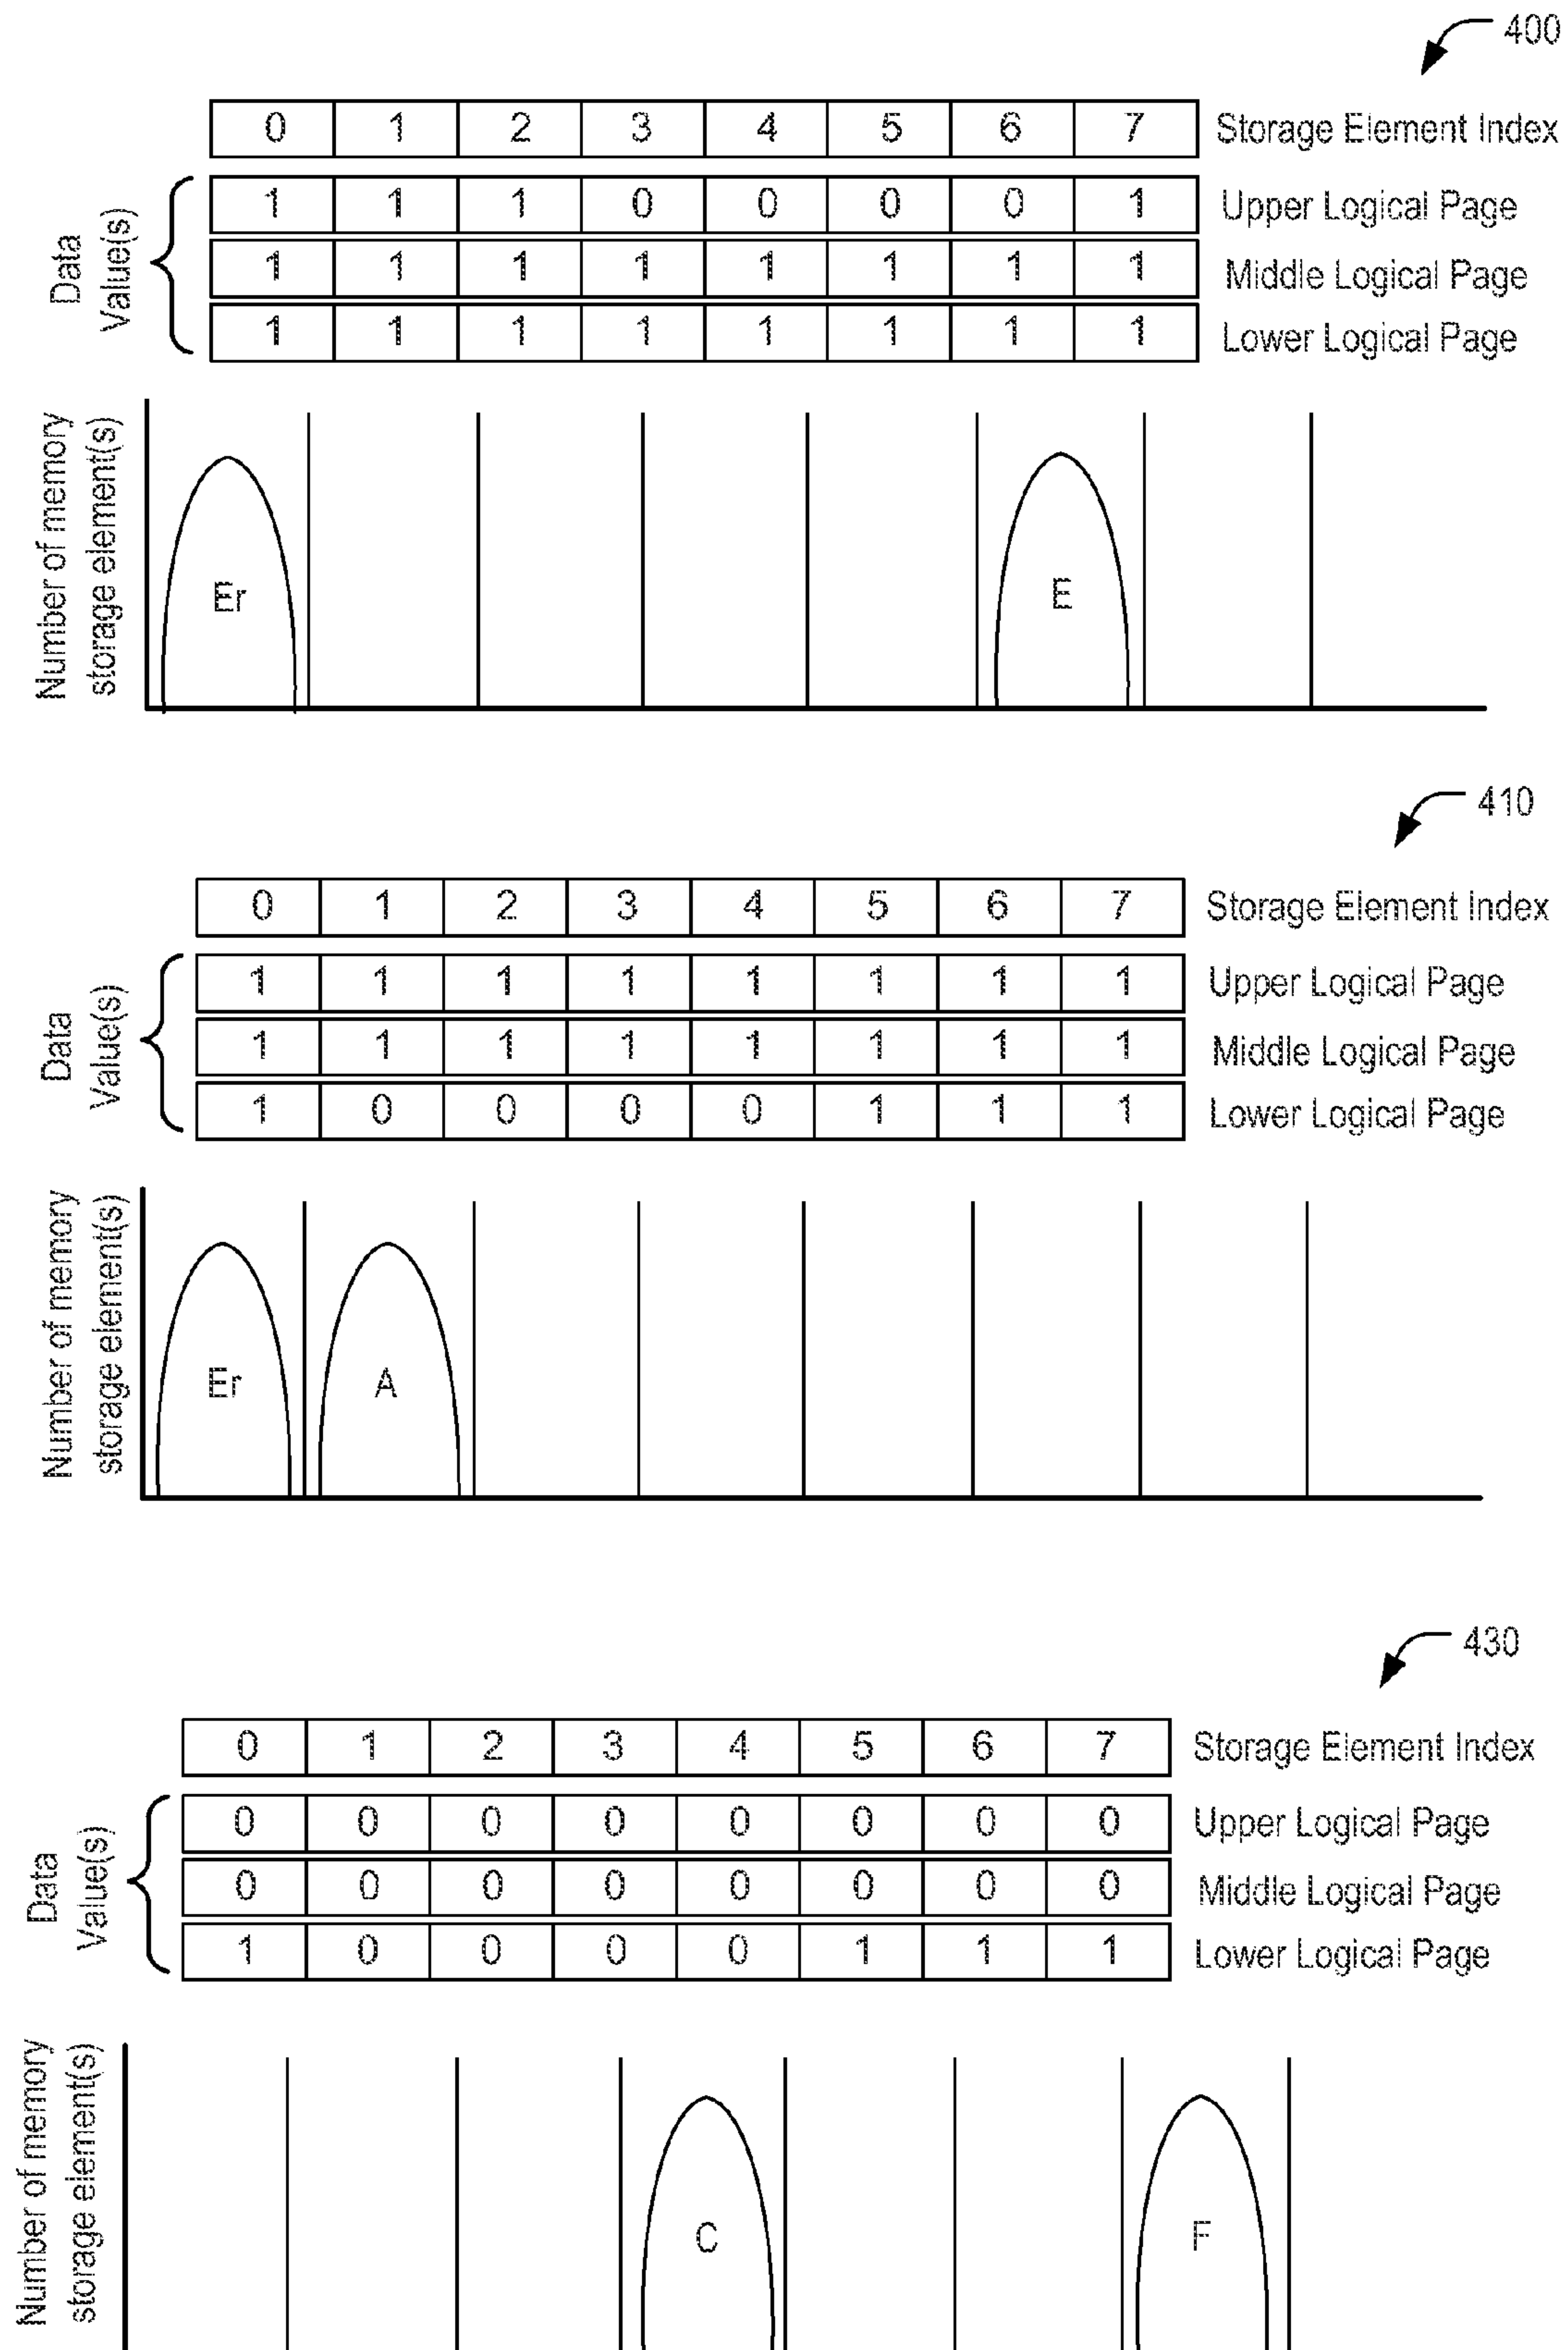 400
0 1 2 3 4 5 6 7 Storage Element Index
Data
Value(s)
1 1 1 0 0 0 0 1 Upper Logical Page
1 1 1 1 1 1 1 1 Middle Logical Page
1 1 1 1 1 1 1 1 Lower Logical Page
Number of memory
storage element(s)
Er E
410
0 1 2 3 4 5 6 7 Storage Element Index
Data
Value(s)
1 1 1 1 1 1 1 1 Upper Logical Page
1 1 1 1 1 1 1 1 Middle Logical Page
1 0 0 0 0 1 1 1 Lower Logical Page
Number of memory
storage element(s)
Er A
430
0 1 2 3 4 5 6 7 Storage Element Index
Data
Value(s)
0 0 0 0 0 0 0 0 Upper Logical Page
0 0 0 0 0 0 0 0 Middle Logical Page
1 0 0 0 0 1 1 1 Lower Logical Page
Number of memory
storage element(s)
C F